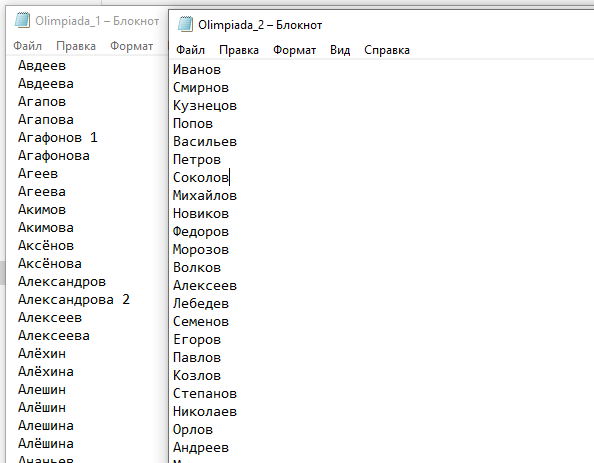 Olimpiada_1 – Блокнот
Файл Правка Формат
Авдеев
Авдеева
Агапов
Агапова
Агафонов 1
Агафонова
Агеев
Агеева
Акимов
Акимова
Аксёнов
Аксёнова
Александров
Александрова 2
Алексеев
Алексеева
Алёхин
Алёхина
Алешин
Алёшин
Алешина
Алёшина
Ананьев
Olimpiada_2 – Блокнот
Файл Правка Формат Вид Справка
Иванов
Смирнов
Кузнецов
Попов
Васильев
Петров
Соколов
Михайлов
Новиков
Федоров
Морозов
Волков
Алексеев
Лебедев
Семенов
Егоров
Павлов
Козлов
Степанов
Николаев
Орлов
Андреев